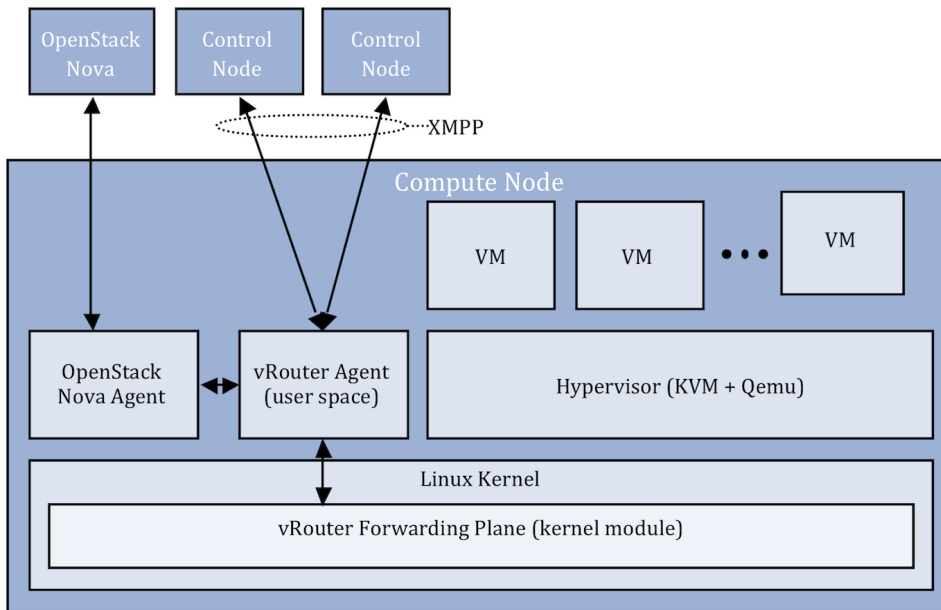 OpenStack
Nova
Control
Node
Control
Node
XMPP
Compute Node
VM
VM
VM
OpenStack
Nova Agent
vRouter Agent
(user space)
Hypervisor (KVM + Qemu)
Linux Kernel
vRouter Forwarding Plane (kernel module)